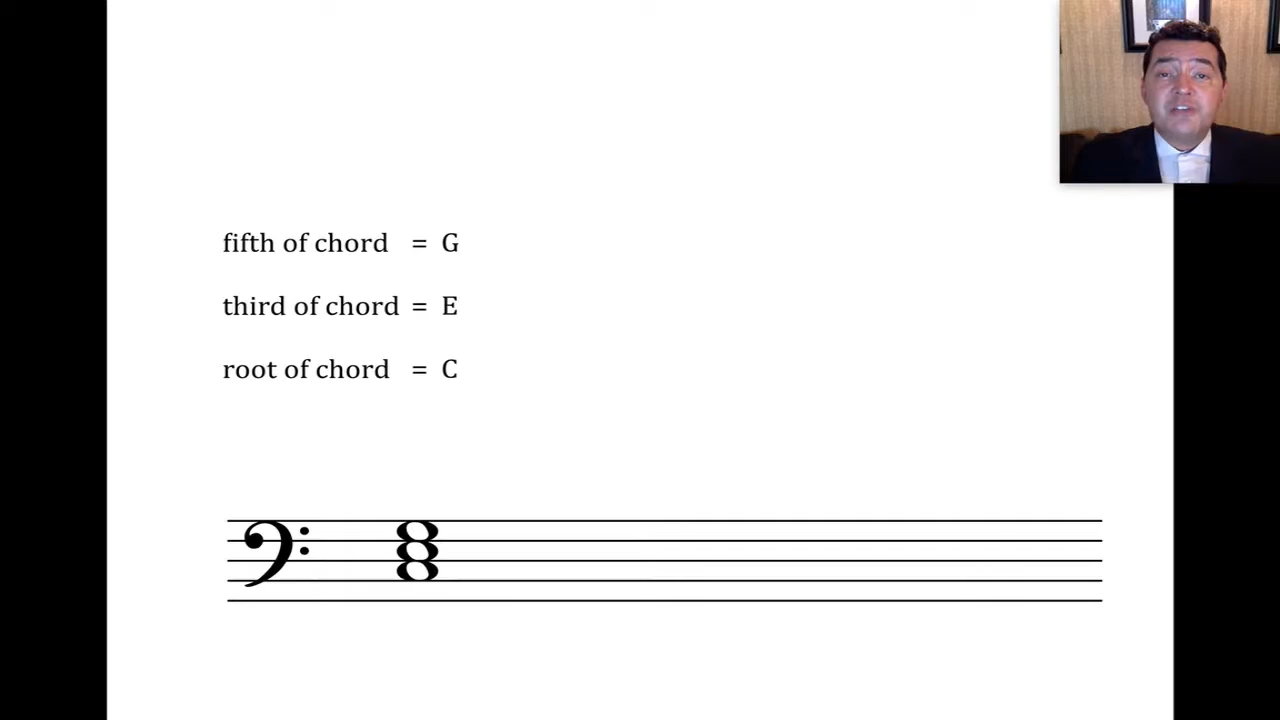 fifth of chord = G
third of chord = E
root of chord = C